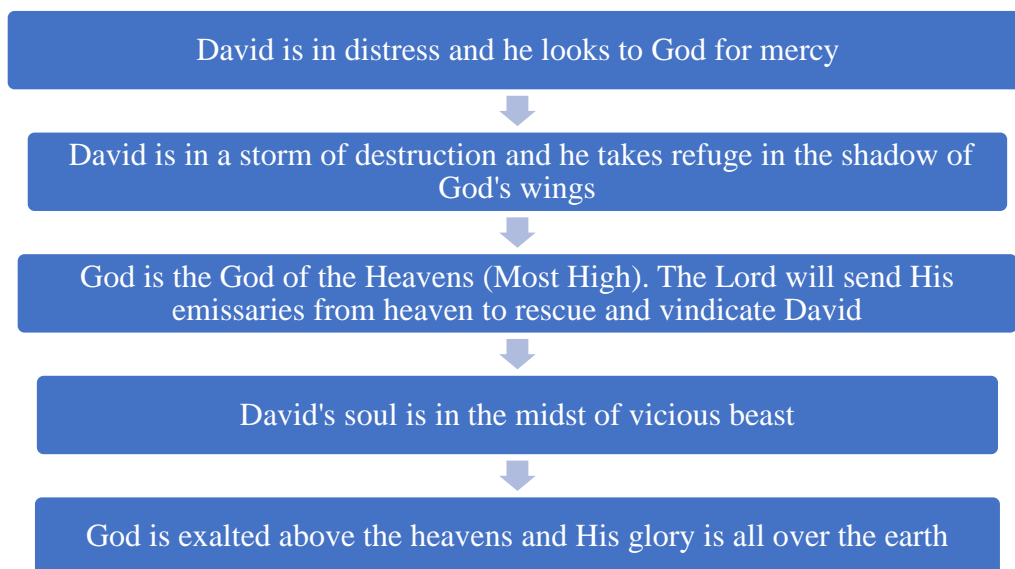 David is in distress and he looks to God for mercy
David is in a storm of destruction and he takes refuge in the shadow of
God's wings
God is the God of the Heavens (Most High). The Lord will send His
emissaries from heaven to rescue and vindicate David
David's soul is in the midst of vicious beast
God is exalted above the heavens and His glory is all over the earth